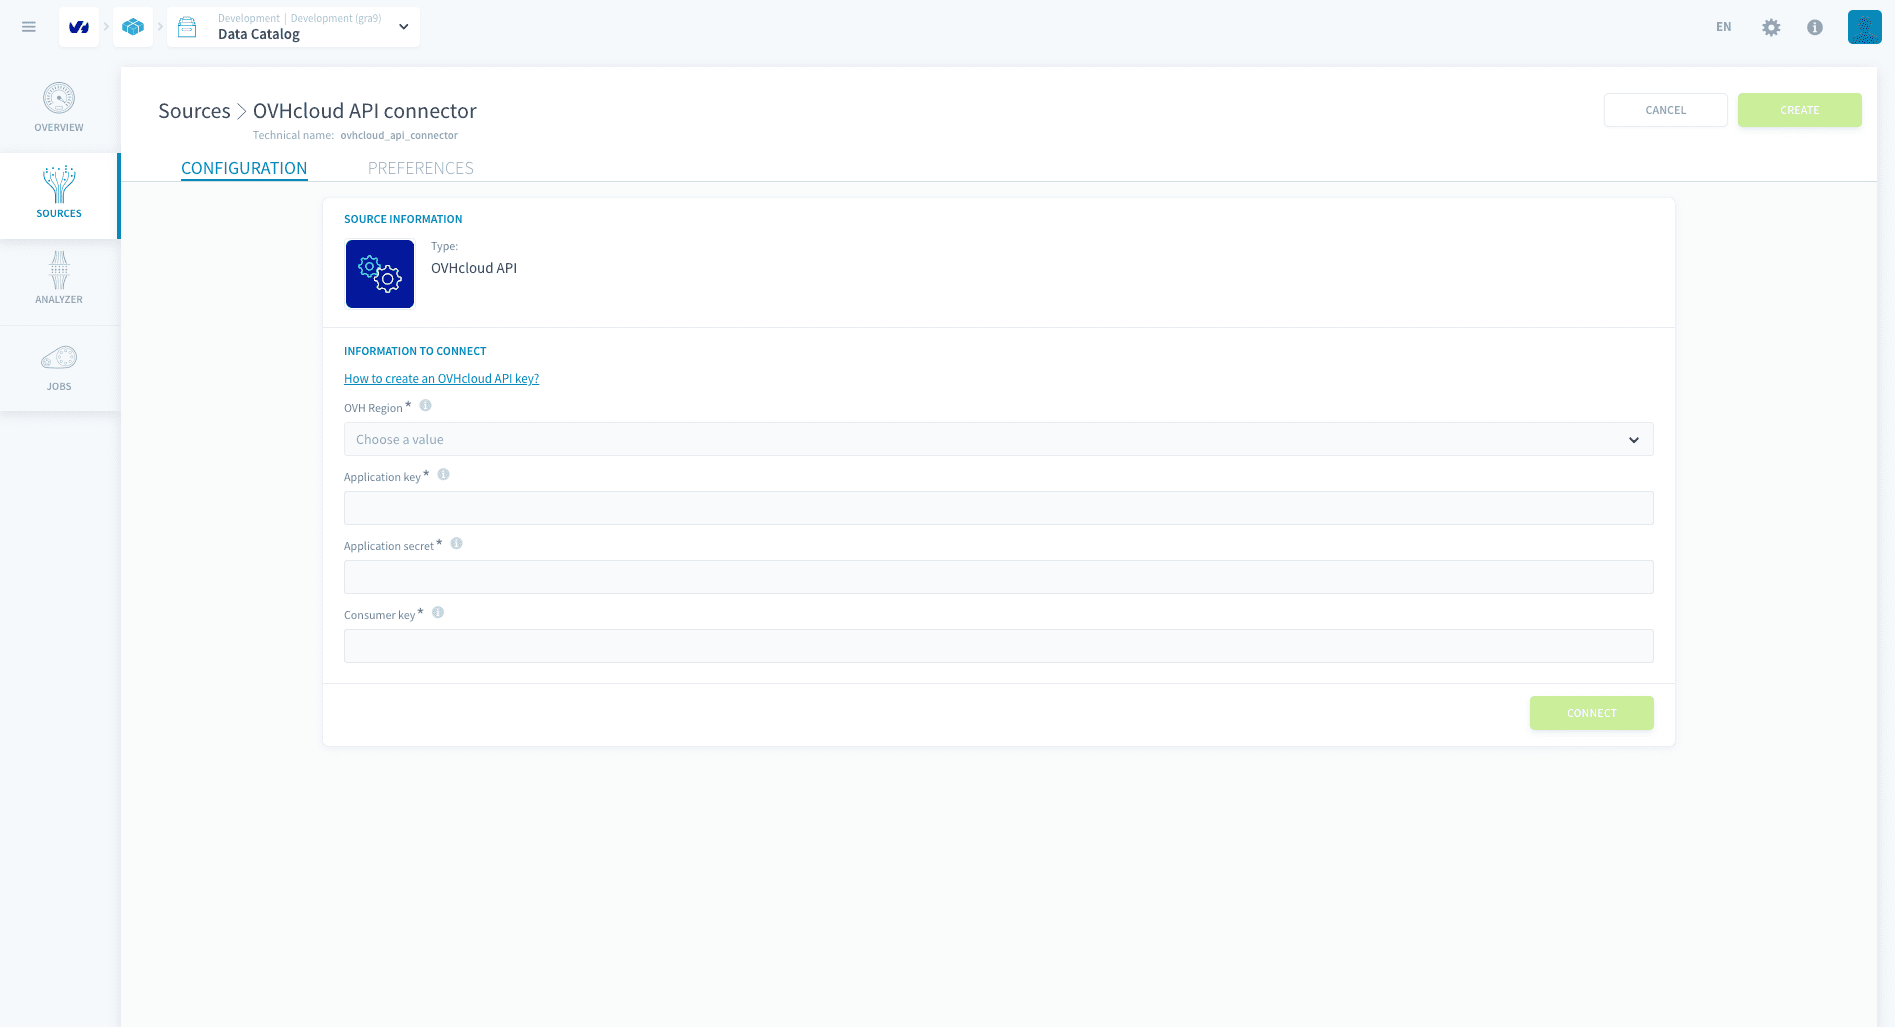 Development | Development (gra9)
Data Catalog
EN
OVERVIEW
SOURCES
ANALYZER
JOBS
Sources > OVHcloud API connector
Technical name: ovhcloud_api_connector
CANCEL
CREATE
CONFIGURATION PREFERENCES
SOURCE INFORMATION
Type:
OVHcloud API
INFORMATION TO CONNECT
How to create an OVHcloud API key?
OVH Region *
Choose a value
Application key *
Application secret *
Consumer key *
CONNECT